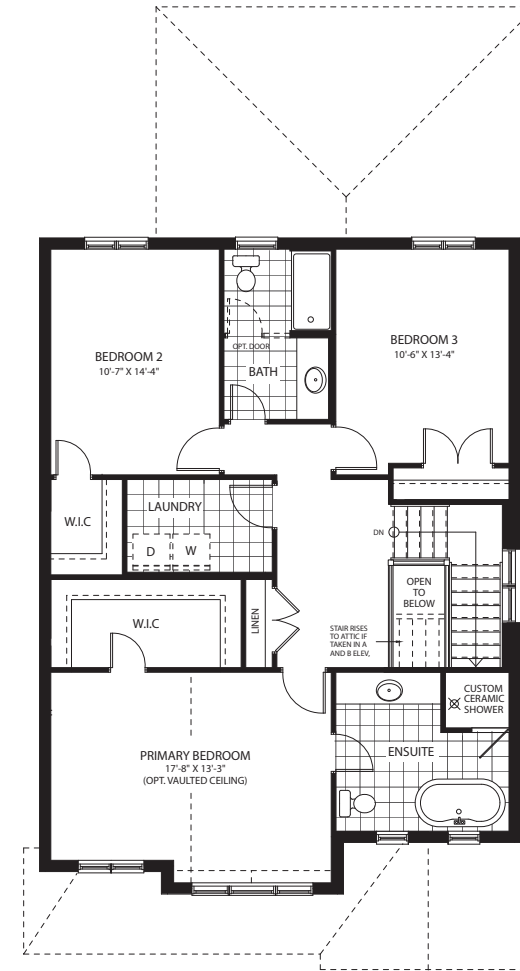 BEDROOM 2
10'-7" X 14'-4"
OPT. DOOR
BATH
BEDROOM 3
10'-6" X 13'-4"
W.I.C
LAUNDRY
D
W
DN
OPEN
TO
BELOW
W.I.C
LINEN
STAIR RISES
TO ATTIC IF
TAKEN IN A
AND B ELEV,
PRIMARY BEDROOM
17'-8" X 13'-3"
(OPT. VAULTED CEILING)
ENSUITE
CUSTOM
CERAMIC
SHOWER